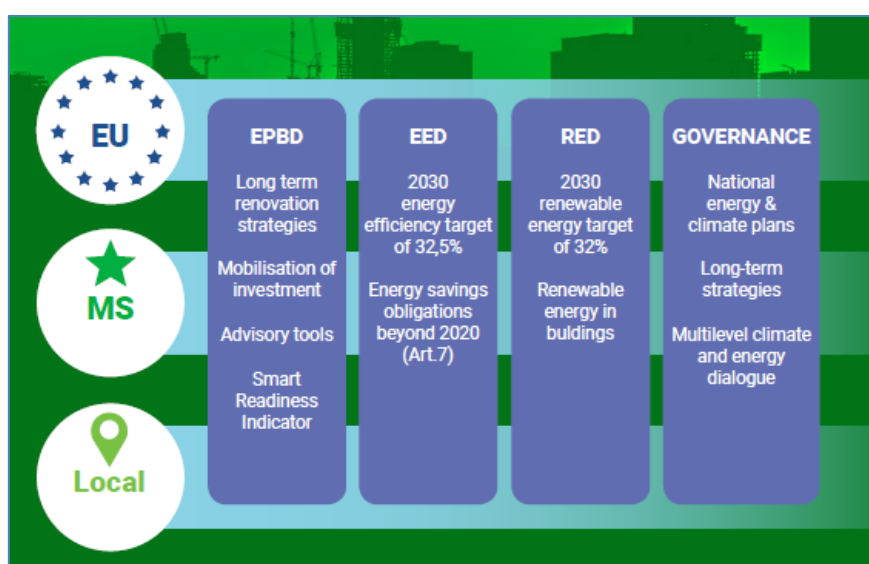 EU
MS
Local
EPBD
Long term
renovation
strategies
Mobilisation of
investment
Advisory tools
Smart
Readiness
Indicator
EED
2030
energy
efficiency target
of 32,5%
Energy savings
obligations
beyond 2020
(Art.7)
RED
2030
renewable
energy target
of 32%
Renewable
energy in
buldings
GOVERNANCE
National
energy &
climate plans
Long-term
strategies
Multilevel climate
and energy
dialogue